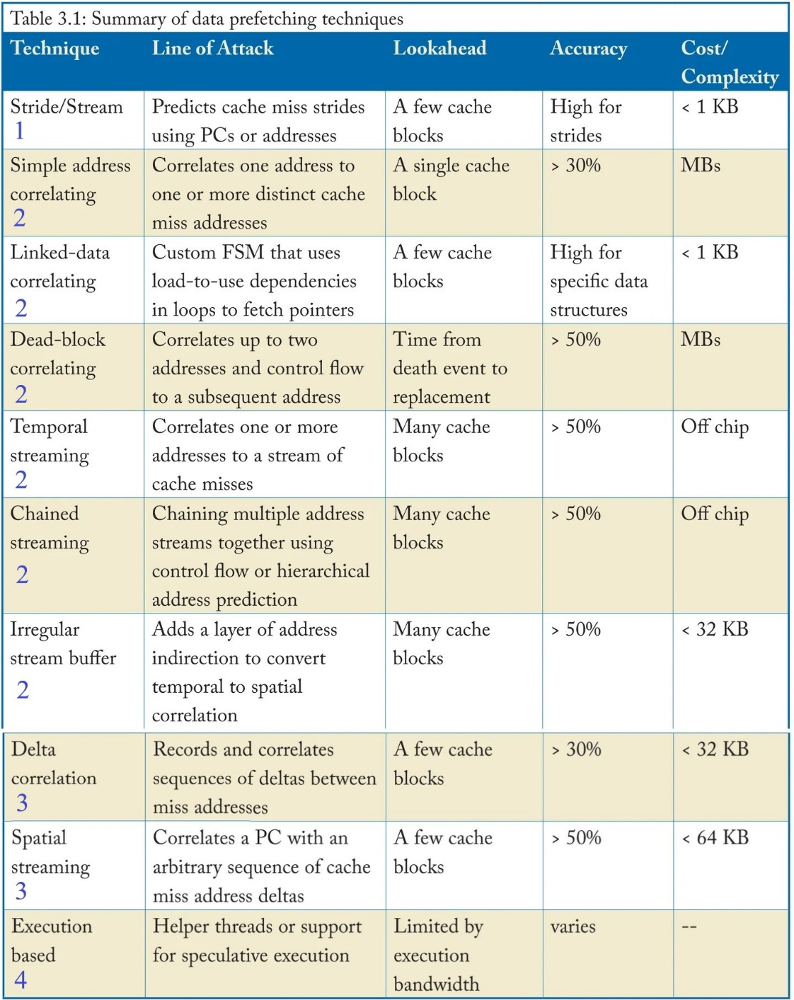 Table 3.1: Summary of data prefetching techniques
Technique Line of Attack Lookahead Accuracy Cost/
Complexity
Stride/Stream Predicts cache miss strides A few cache High for < 1 KB
1 using PCs or addresses blocks strides
Simple address Correlates one address to A single cache > 30% MBs
correlating one or more distinct cache block
2 miss addresses
Linked-data Custom FSM that uses A few cache High for < 1 KB
correlating load-to-use dependencies blocks specific data
2 in loops to fetch pointers structures
Dead-block Correlates up to two Time from > 50% MBs
correlating addresses and control flow death event to
2 to a subsequent address replacement
Temporal Correlates one or more Many cache > 50% Off chip
streaming addresses to a stream of blocks
2 cache misses
Chained Chaining multiple address Many cache > 50% Off chip
streaming streams together using blocks
2 control flow or hierarchical
address prediction
Irregular Adds a layer of address Many cache > 50% < 32 KB
stream buffer indirection to convert blocks
2 temporal to spatial
correlation
Delta Records and correlates A few cache > 30% < 32 KB
correlation sequences of deltas between blocks
3 miss addresses
Spatial Correlates a PC with an A few cache > 50% < 64 KB
streaming arbitrary sequence of cache blocks
3 miss address deltas
Execution Helper threads or support Limited by varies --
based for speculative execution execution
4 bandwidth